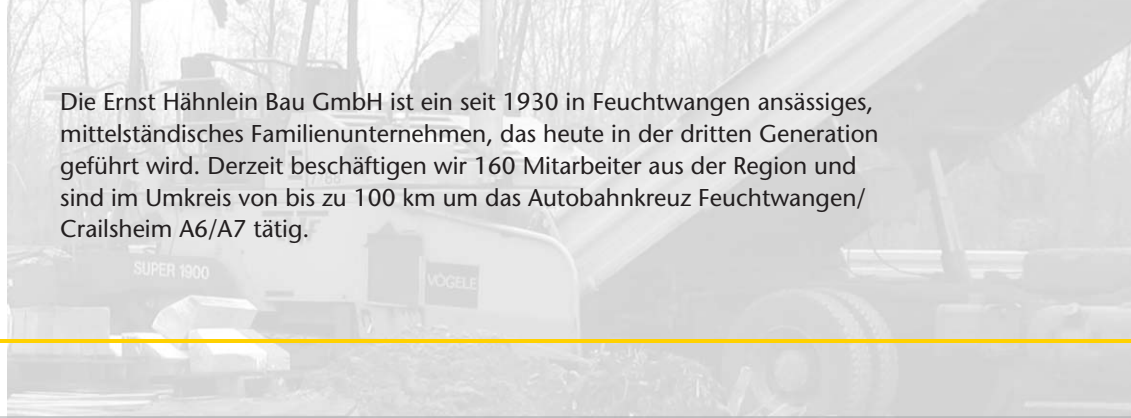 Die Ernst Hähnlein Bau GmbH ist ein seit 1930 in Feuchtwangen ansässiges,
mittelständisches Familienunternehmen, das heute in der dritten Generation
geführt wird. Derzeit beschäftigen wir 160 Mitarbeiter aus der Region und
sind im Umkreis von bis zu 100 km um das Autobahnkreuz Feuchtwangen/
Crailsheim A6/A7 tätig.
SUPER 1900
VÖGELE